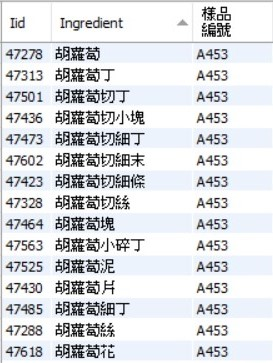 Iid Ingredient 樣品
編號
47278 胡蘿蔔 A453
47313 胡蘿蔔丁 A453
47501 胡蘿蔔切丁 A453
47436 胡蘿蔔切小塊 A453
47473 胡蘿蔔切細丁 A453
47602 胡蘿蔔切細末 A453
47423 胡蘿蔔切細條 A453
47328 胡蘿蔔切絲 A453
47464 胡蘿蔔塊 A453
47563 胡蘿蔔小碎丁 A453
47525 胡蘿蔔泥 A453
47430 胡蘿蔔片 A453
47485 胡蘿蔔細丁 A453
47288 胡蘿蔔絲 A453
47618 胡蘿蔔花 A453